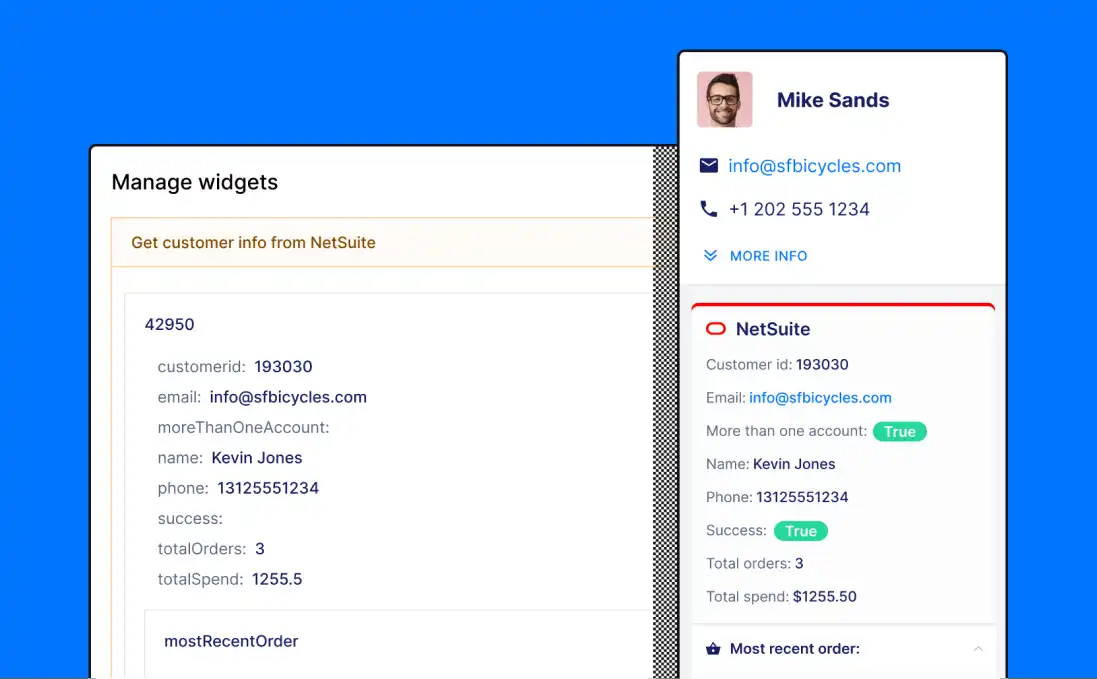 Manage widgets
Get customer info from NetSuite
42950
customerid: 193030
email: info@sfbicycles.com
moreThanOneAccount:
name: Kevin Jones
phone: 13125551234
success:
totalOrders: 3
totalSpend: 1255.5
mostRecentOrder
Mike Sands
info@sfbicycles.com
+1 202 555 1234
MORE INFO
NetSuite
Customer id: 193030
Email: info@sfbicycles.com
More than one account: True
Name: Kevin Jones
Phone: 13125551234
Success: True
Total orders: 3
Total spend: $1255.50
Most recent order: